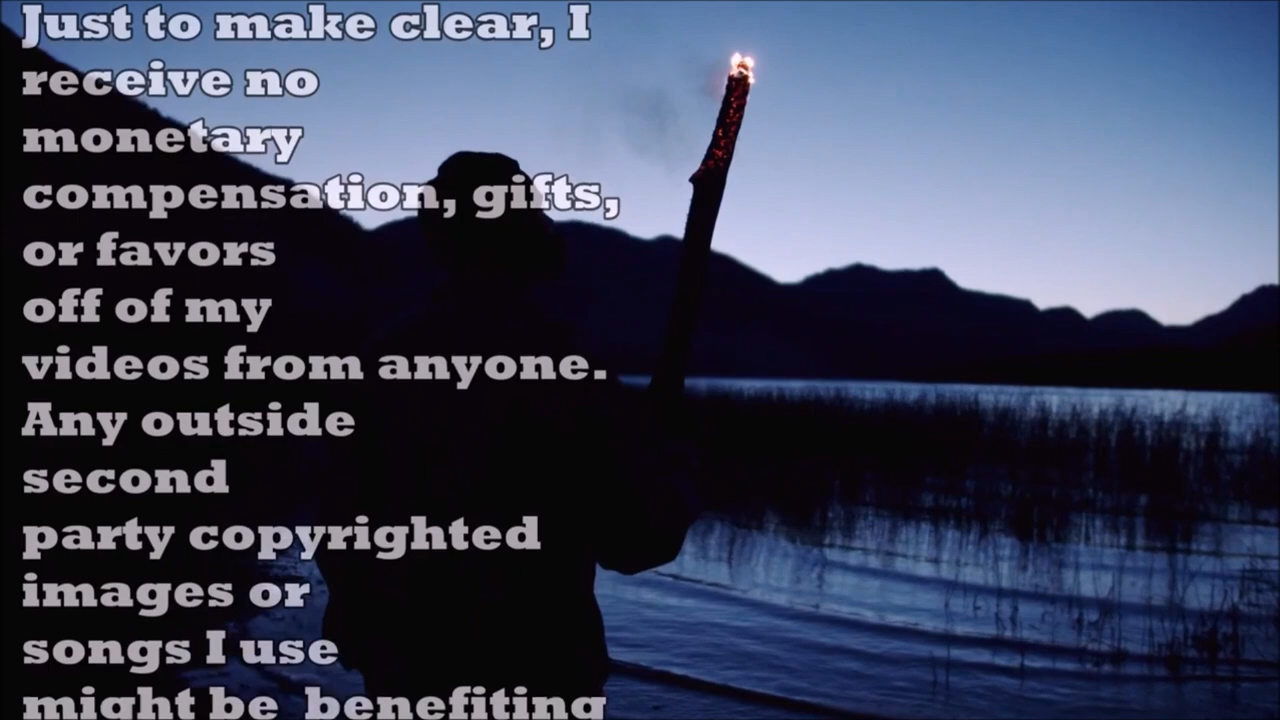 Just to make clear, I
receive no
monetary
compensation, gifts,
or favors
off of my
videos from anyone.
Any outside
second
party copyrighted
images or
songs I use
might be benefiting